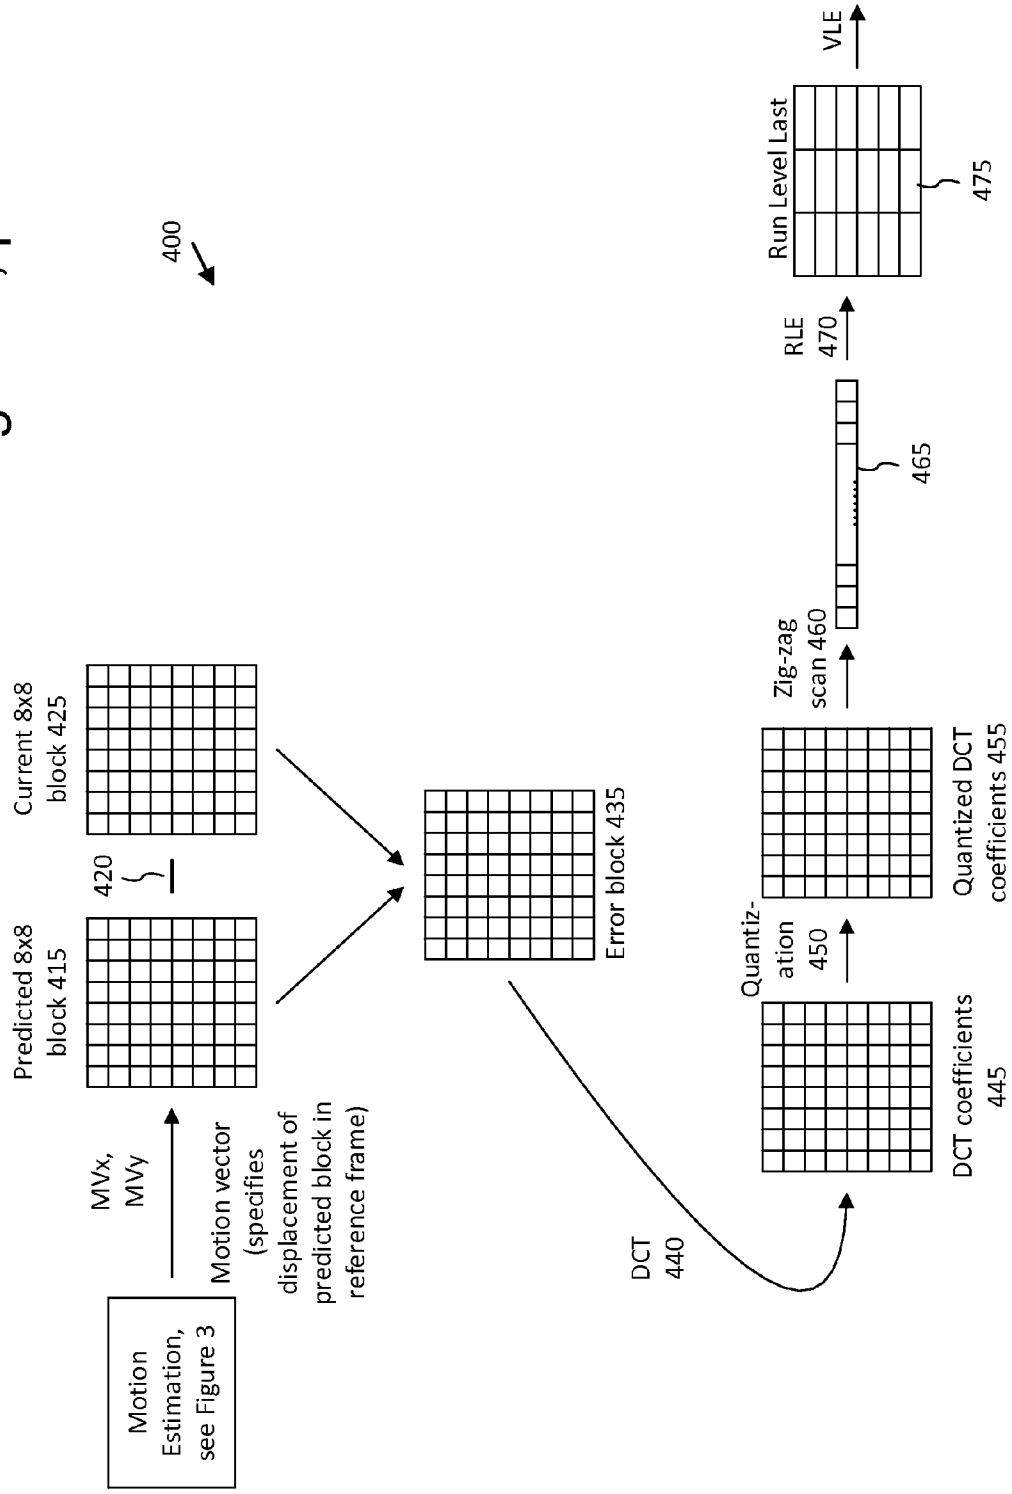 400
Motion
Estimation,
see Figure 3
MVx,
MVy
Motion vector
(specifies
displacement of
predicted block in
reference frame)
Predicted 8x8
block 415
420
Current 8x8
block 425
Error block 435
DCT
440
DCT coefficients
445
Quantiz-
ation
450
Quantized DCT
coefficients 455
Zig-zag
scan 460
465
RLE
470
Run Level Last
475
VLE